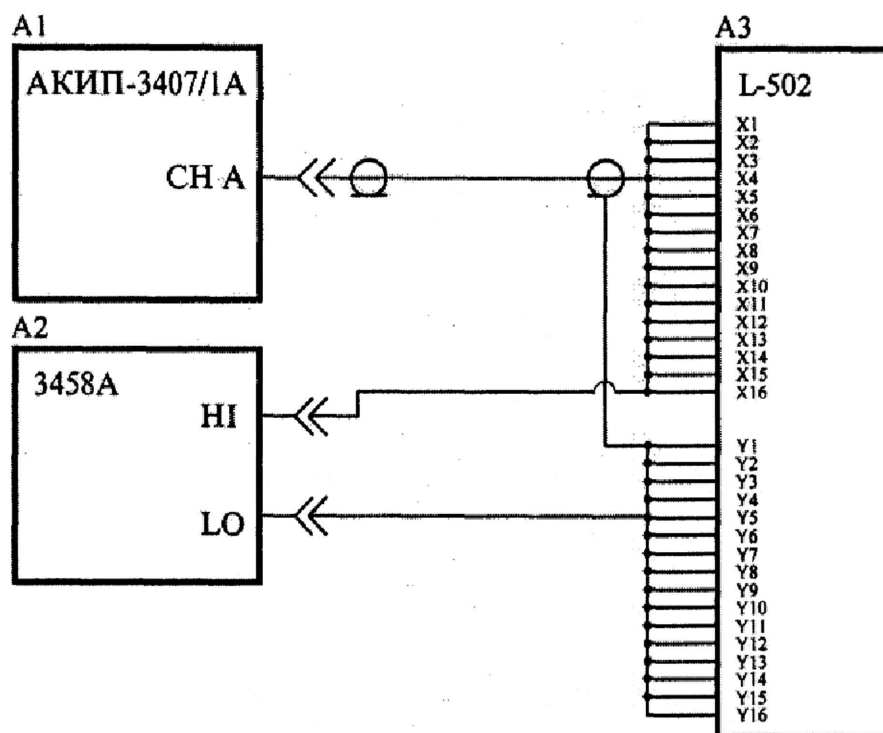 A1
АКИП-3407/1А
CH A
A2
3458A
HI
LO
A3
L-502
X1
X2
X3
X4
X5
X6
X7
X8
X9
X10
X11
X12
X13
X14
X15
X16
Y1
Y2
Y3
Y4
Y5
Y6
Y7
Y8
Y9
Y10
Y11
Y12
Y13
Y14
Y15
Y16